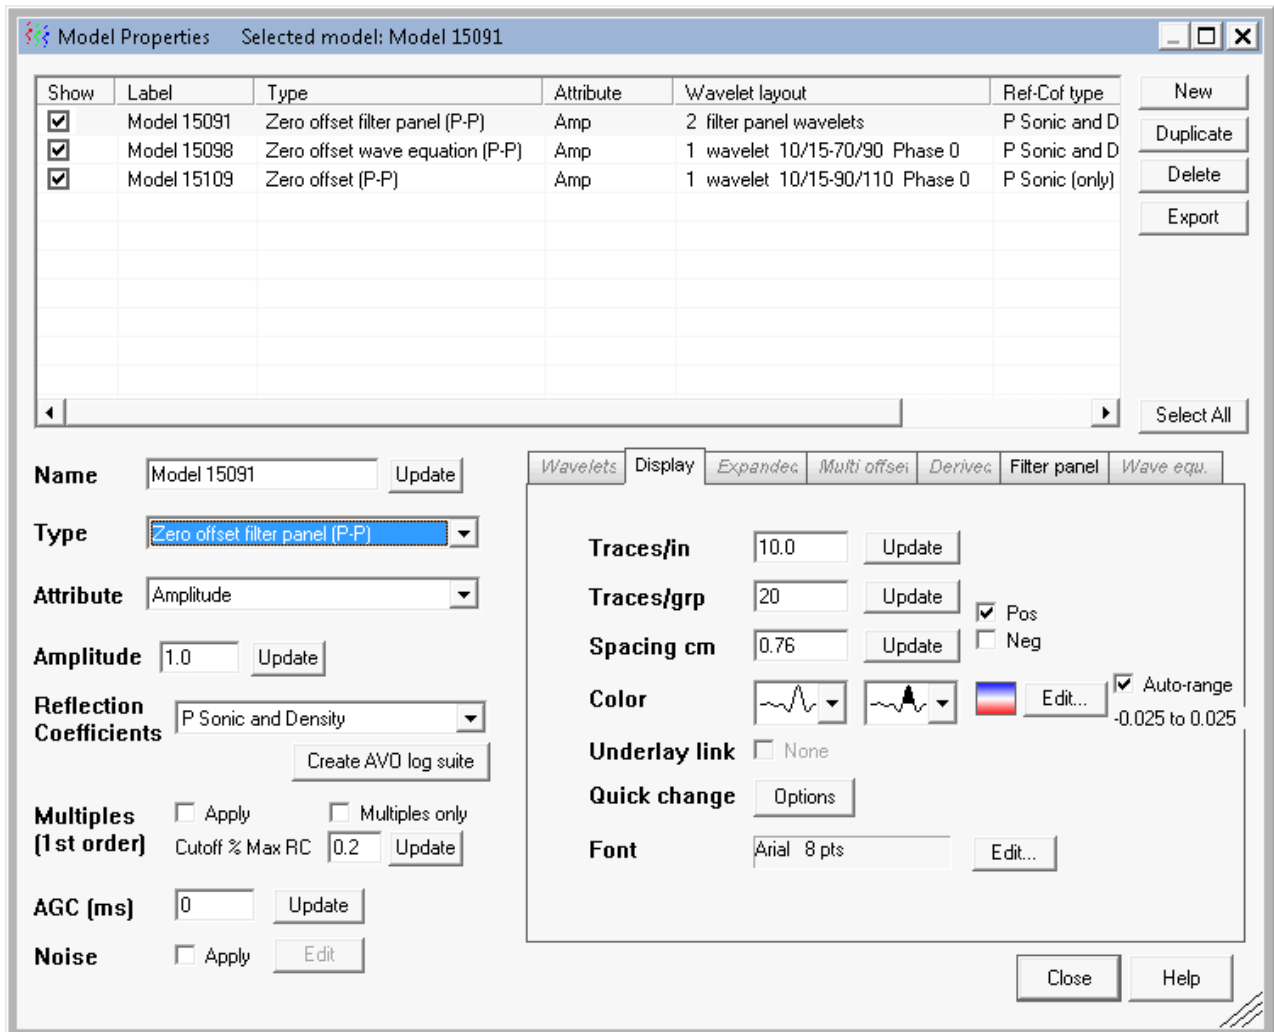 Model Properties Selected model: Model 15091
Show Label Type Attribute Wavelet layout Ref-Cof type
Model 15091 Zero offset filter panel (P-P) Amp 2 filter panel wavelets P Sonic and D
Model 15098 Zero offset wave equation (P-P) Amp 1 wavelet 10/15-70/90 Phase 0 P Sonic and D
Model 15109 Zero offset (P-P) Amp 1 wavelet 10/15-90/110 Phase 0 P Sonic (only)
New
Duplicate
Delete
Export
Select All
Name Model 15091 Update
Type Zero offset filter panel (P-P)
Attribute Amplitude
Amplitude 1.0 Update
Reflection
Coefficients P Sonic and Density
Create AVO log suite
Multiples
(1st order)
Apply Multiples only
Cutoff % Max RC 0.2 Update
AGC (ms) 0 Update
Noise Apply Edit
Wavelets Display Expanded Multi offset Derived Filter panel Wave equ.
Traces/in 10.0 Update
Traces/grp 20 Update
Pos
Neg
Spacing cm 0.76 Update
Color Edit... Auto-range
-0.025 to 0.025
Underlay link None
Quick change Options
Font Arial 8 pts Edit...
Close Help